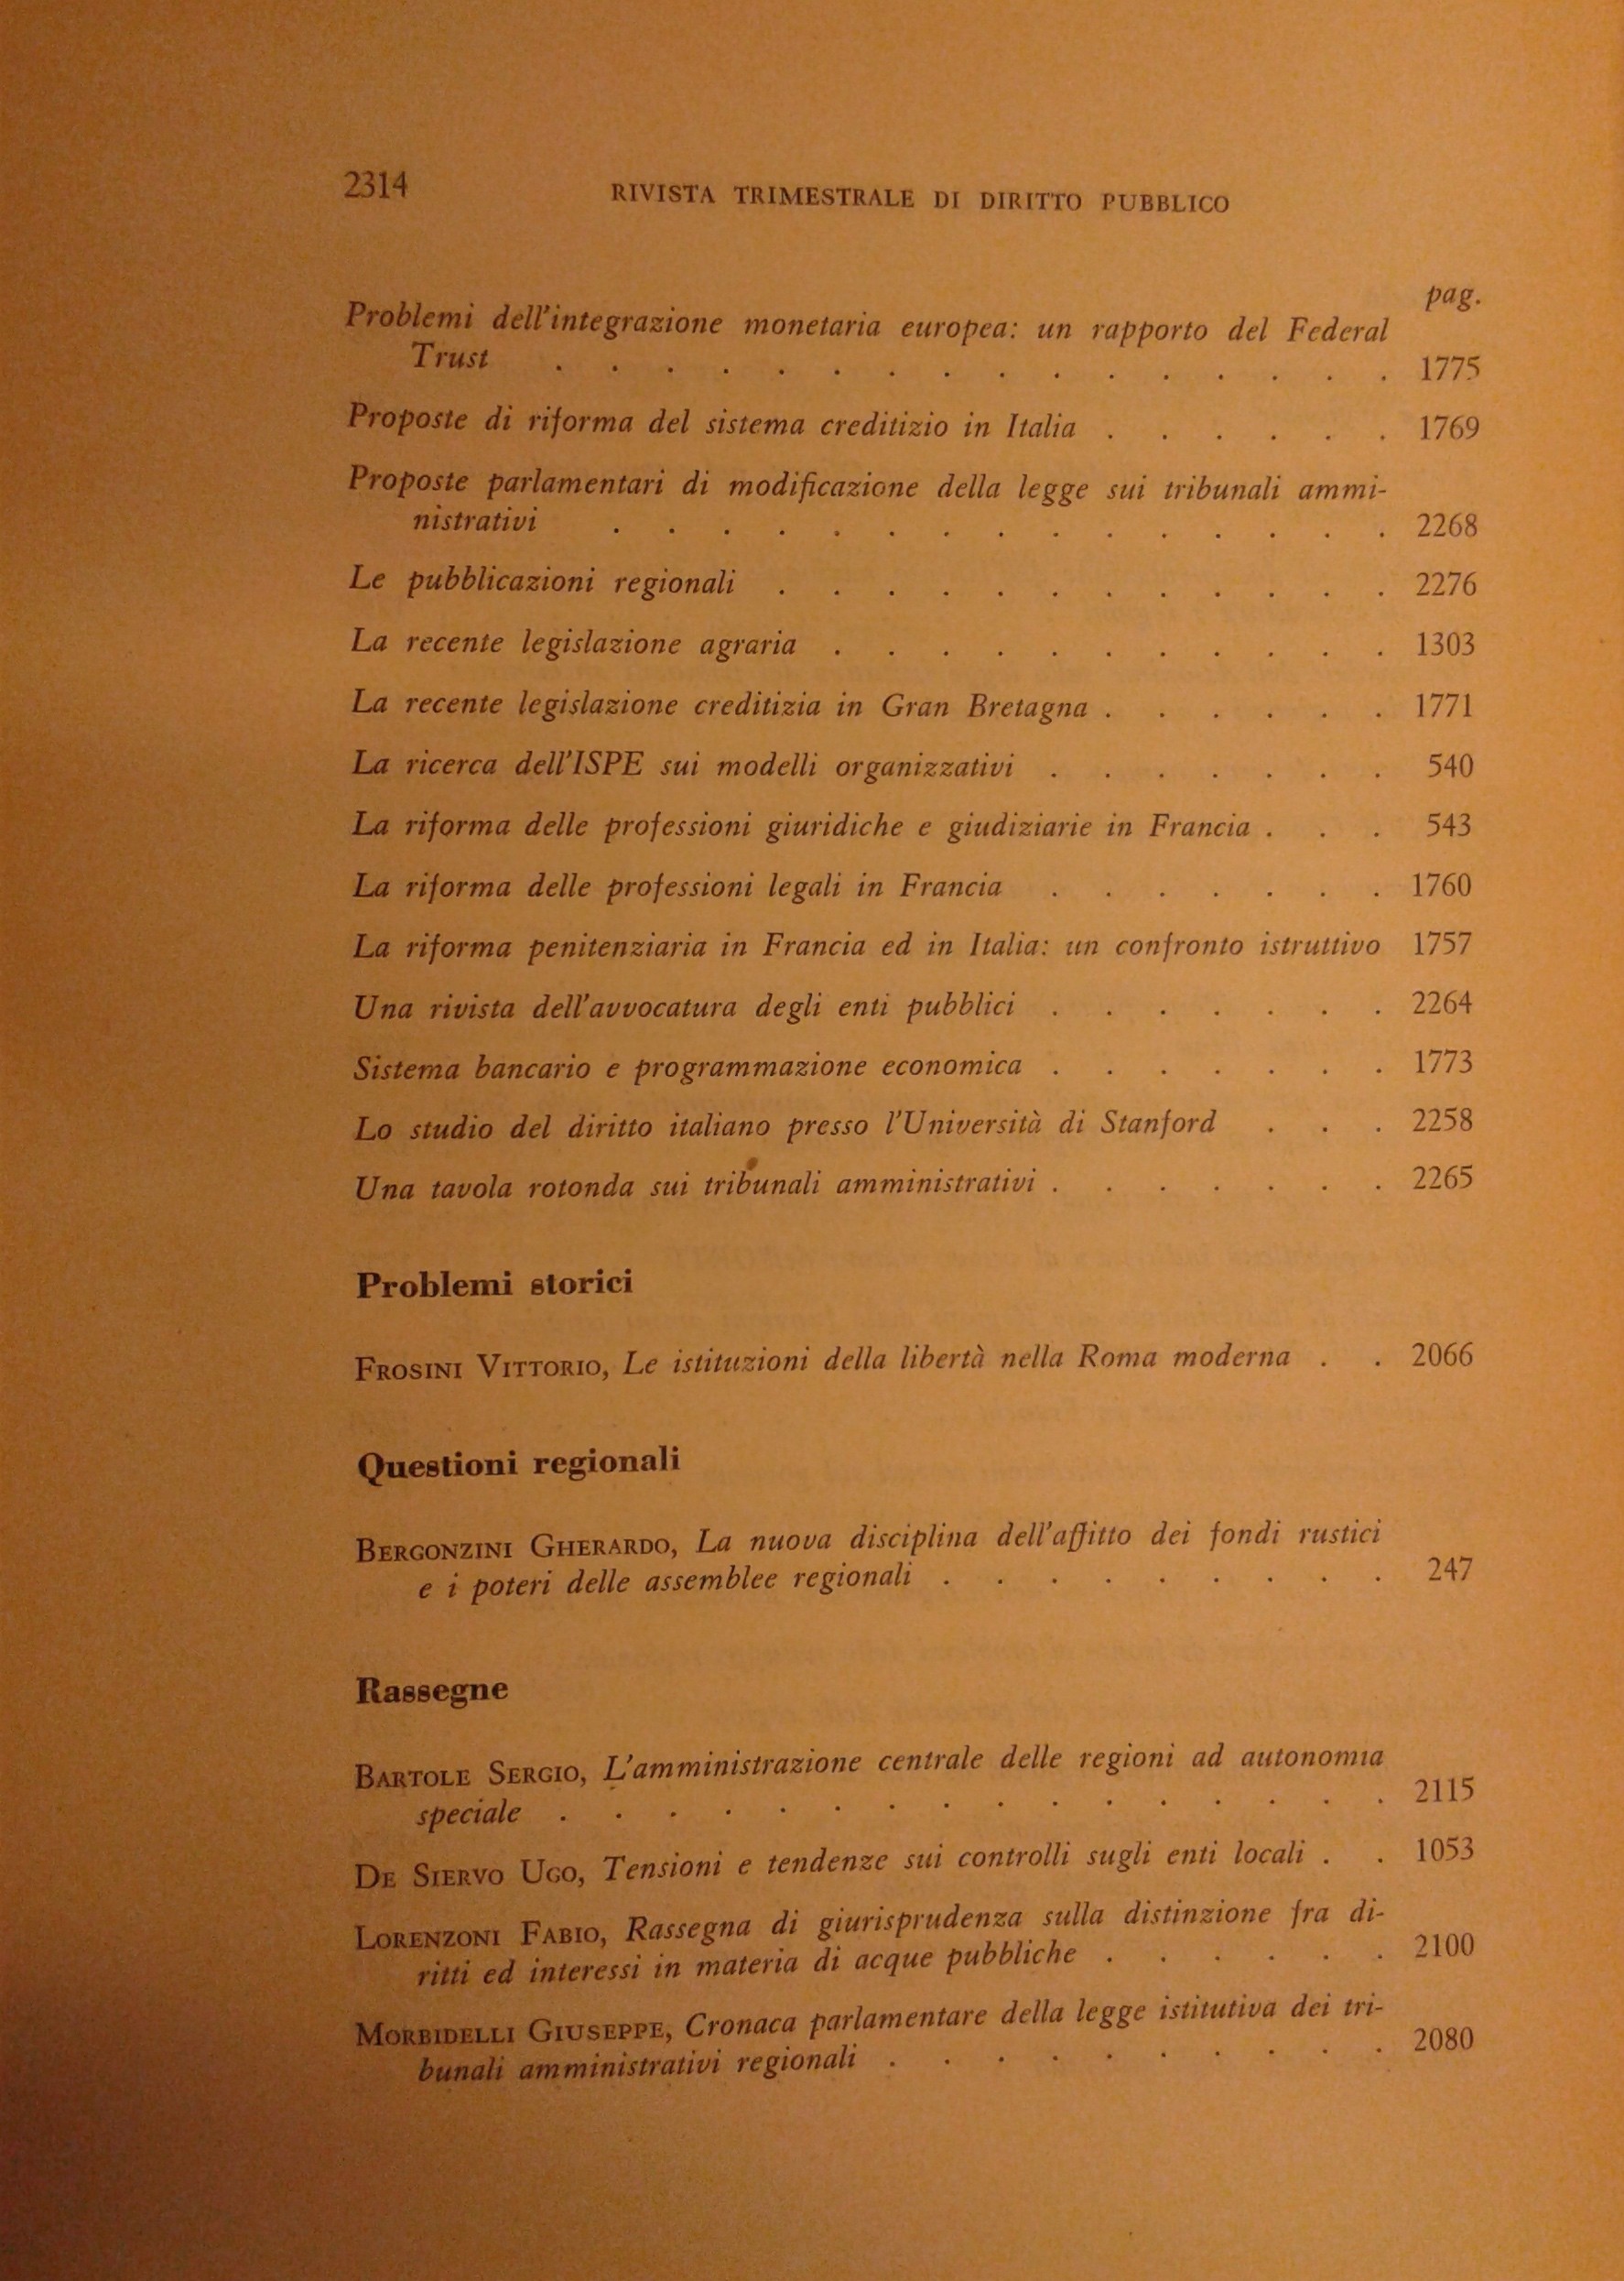 2314
RIVISTA TRIMESTRALE DI DIRITTO PUBBLICO
pag.
Problemi dell'integrazione monetaria europea: un rapporto del Federal
Trust . . . . . . . . . . . . . . . . 1775
Proposte di riforma del sistema creditizio in Italia . . . . . . 1769
Proposte parlamentari di modificazione della legge sui tribunali ammi-
nistrativi . . . . . . . . . . . . . . . 2268
Le pubblicazioni regionali . . . . . . . . . . . . 2276
La recente legislazione agraria . . . . . . . . . . . 1303
La recente legislazione creditizia in Gran Bretagna . . . . . . 1771
La ricerca dell'ISPE sui modelli organizzativi . . . . . . . 540
La riforma delle professioni giuridiche e giudiziarie in Francia . . . 543
La riforma delle professioni legali in Francia . . . . . . . 1760
La riforma penitenziaria in Francia ed in Italia: un confronto istruttivo 1757
Una rivista dell'avvocatura degli enti pubblici . . . . . . . 2264
Sistema bancario e programmazione economica . . . . . . . 1773
Lo studio del diritto italiano presso l'Università di Stanford . . . 2258
Una tavola rotonda sui tribunali amministrativi . . . . . . . 2265
Problemi storici
FROSINI VITTORIO, Le istituzioni della libertà nella Roma moderna . . 2066
Questioni regionali
BERGONZINI GHERARDO, La nuova disciplina dell'affitto dei fondi rustici
e i poteri delle assemblee regionali . . . . . . . . . 247
Rassegne
BARTOLE SERGIO, L'amministrazione centrale delle regioni ad autonomia
speciale . . . . . . . . . . . . . . . . 2115
DE SIERVO UGO, Tensioni e tendenze sui controlli sugli enti locali . . 1053
LORENZONI FABIO, Rassegna di giurisprudenza sulla distinzione fra di-
ritti ed interessi in materia di acque pubbliche . . . . . . 2100
MORBIDELLI GIUSEPPE, Cronaca parlamentare della legge istitutiva dei tri-
bunali amministrativi regionali . . . . . . . . . . 2080